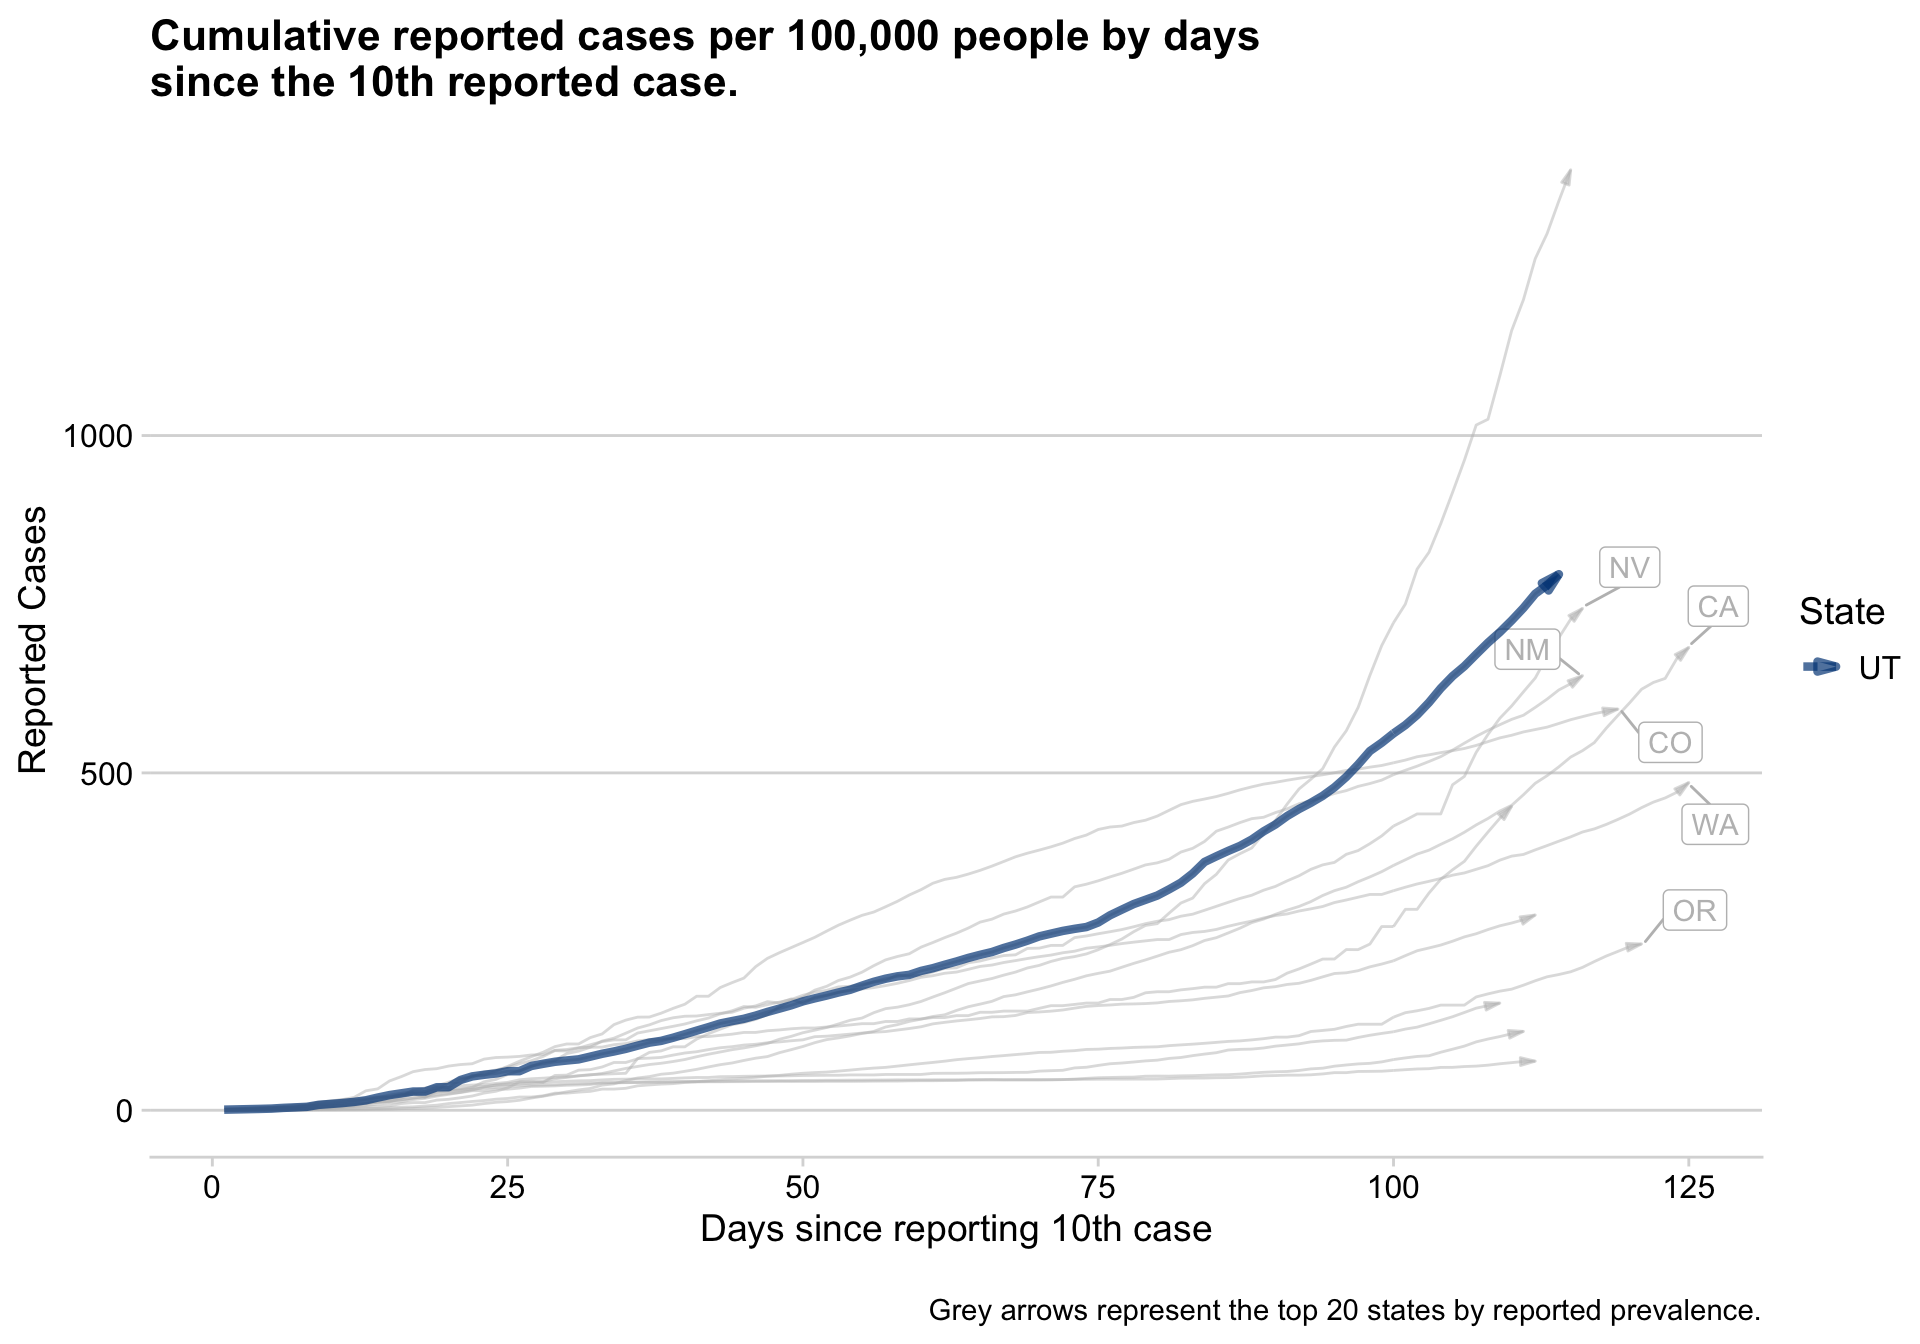 Cumulative reported cases per 100,000 people by days
since the 10th reported case.
1000
500
0
Reported Cases
NV
CA
NM
CO
WA
OR
State
UT
0 25 50 75 100 125
Days since reporting 10th case
Grey arrows represent the top 20 states by reported prevalence.